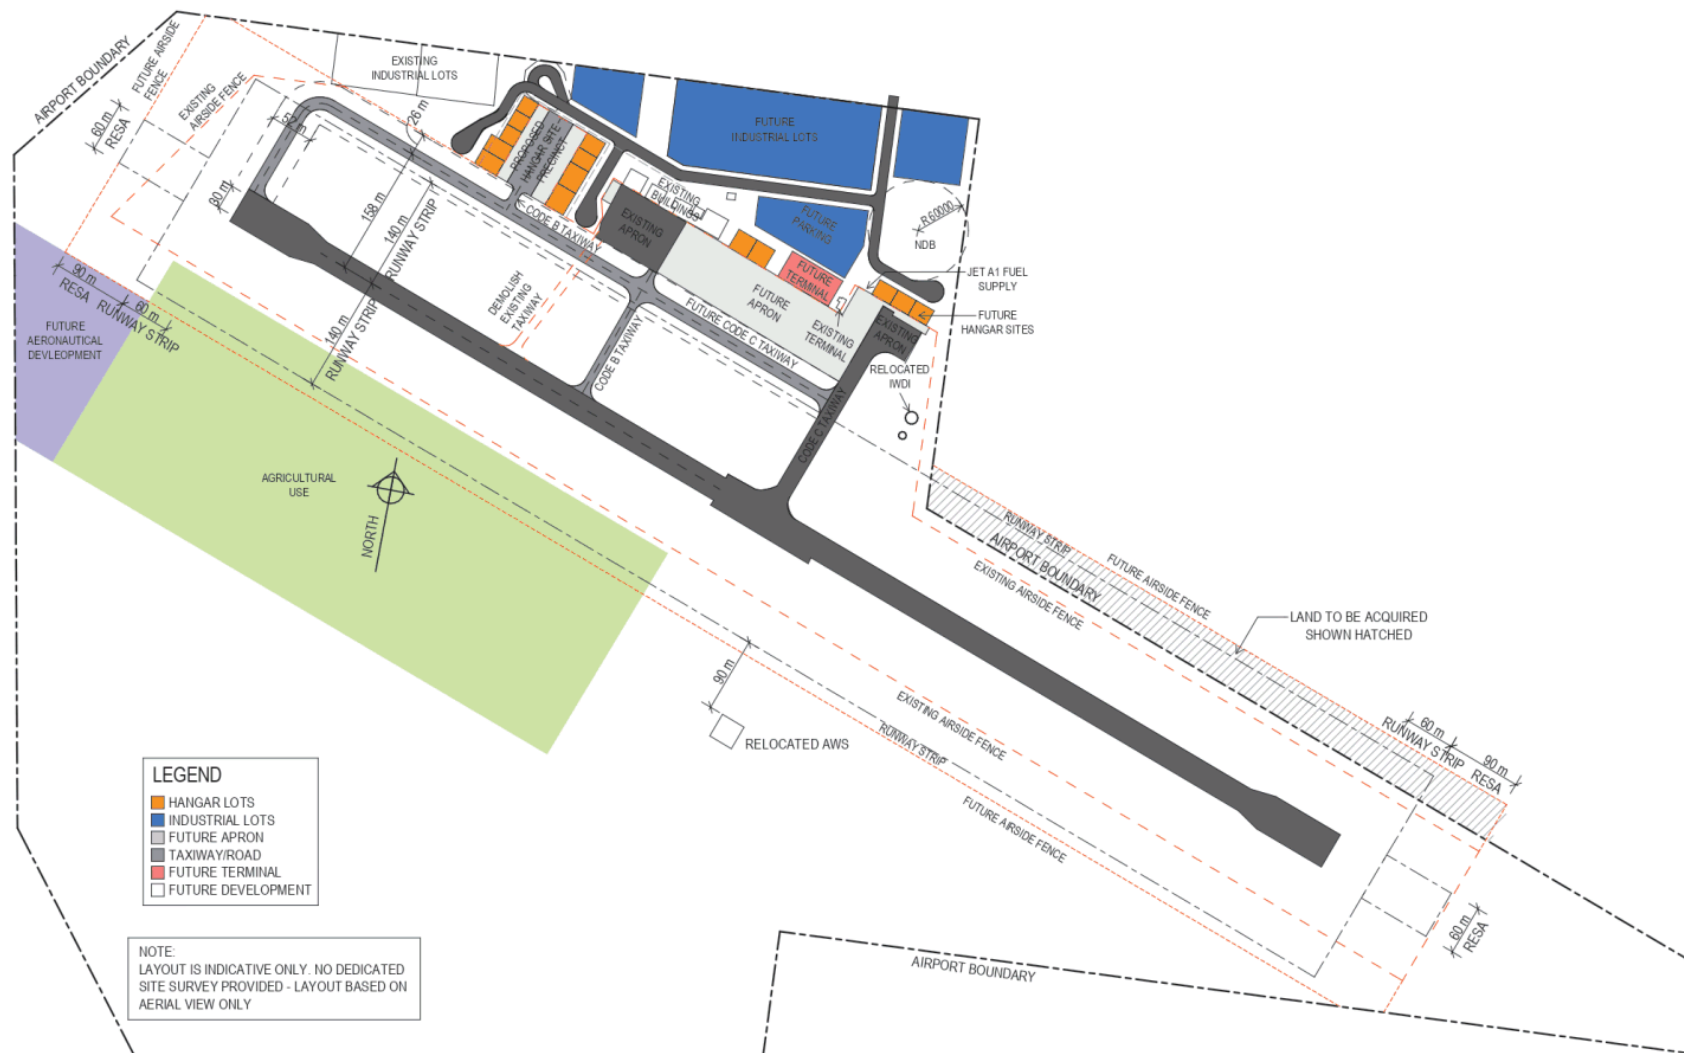 AIRPORT BOUNDARY
FUTURE AIRSIDE
FENCE
EXISTING
AIRSIDE FENCE
60 m
RESA
EXISTING
INDUSTRIAL LOTS
52 m
26 m
30 m
158 m
140 m
RUNWAY STRIP
140 m
RUNWAY STRIP
PROPOSED
HANGAR SITE
PRECINCT
FUTURE
INDUSTRIAL LOTS
EXISTING
BUILDINGS
EXISTING
APRON
CODE B TAXIWAY
FUTURE
PARKING
R60000
NDB
JET A1 FUEL
SUPPLY
FUTURE
TERMINAL
FUTURE
APRON
EXISTING
TERMINAL
EXISTING
APRON
FUTURE
HANGAR SITES
DEMOLISH
EXISTING
TAXIWAY
FUTURE CODE C TAXIWAY
CODE B TAXIWAY
RELOCATED
IWDI
CODE C TAXIWAY
90 m
RESA
60 m
RUNWAY STRIP
FUTURE
AERONAUTICAL
DEVLEOPMENT
AGRICULTURAL
USE
NORTH
RUNWAY STRIP
AIRPORT BOUNDARY
EXISTING AIRSIDE FENCE
FUTURE AIRSIDE FENCE
LAND TO BE ACQUIRED
SHOWN HATCHED
60 m
RUNWAY STRIP
90 m
RESA
90 m
RELOCATED AWS
EXISTING AIRSIDE FENCE
RUNWAY STRIP
FUTURE AIRSIDE FENCE
60 m
RESA
AIRPORT BOUNDARY
LEGEND
HANGAR LOTS
INDUSTRIAL LOTS
FUTURE APRON
TAXIWAY/ROAD
FUTURE TERMINAL
FUTURE DEVELOPMENT
NOTE:
LAYOUT IS INDICATIVE ONLY. NO DEDICATED
SITE SURVEY PROVIDED - LAYOUT BASED ON
AERIAL VIEW ONLY